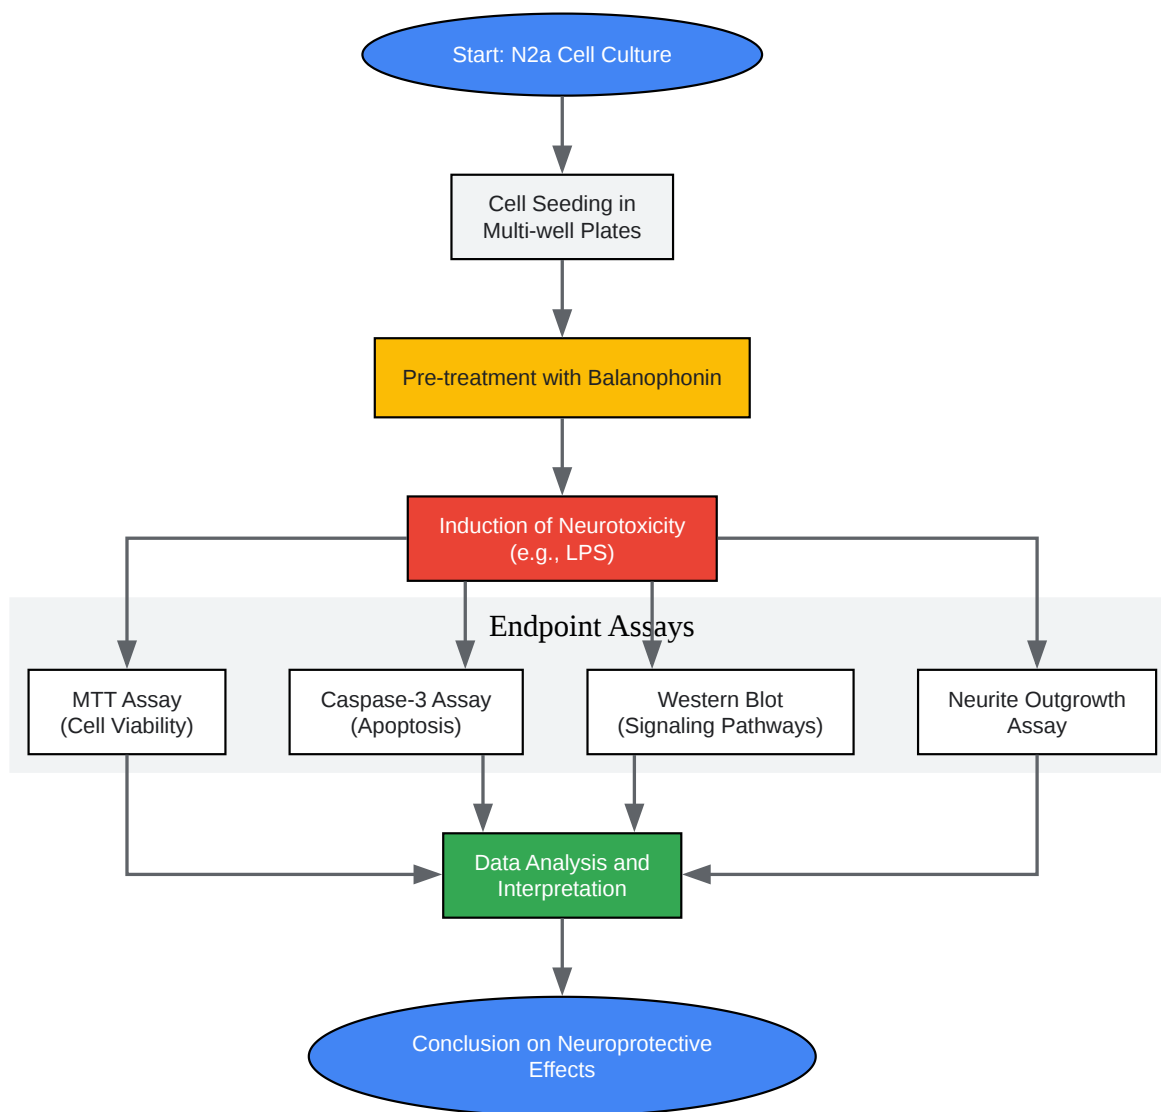 Start: N2a Cell Culture
Cell Seeding in
Multi-well Plates
Pre-treatment with Balanophonin
Induction of Neurotoxicity
(e.g., LPS)
Endpoint Assays
MTT Assay
(Cell Viability)
Caspase-3 Assay
(Apoptosis)
Western Blot
(Signaling Pathways)
Neurite Outgrowth
Assay
Data Analysis and
Interpretation
Conclusion on Neuroprotective
Effects